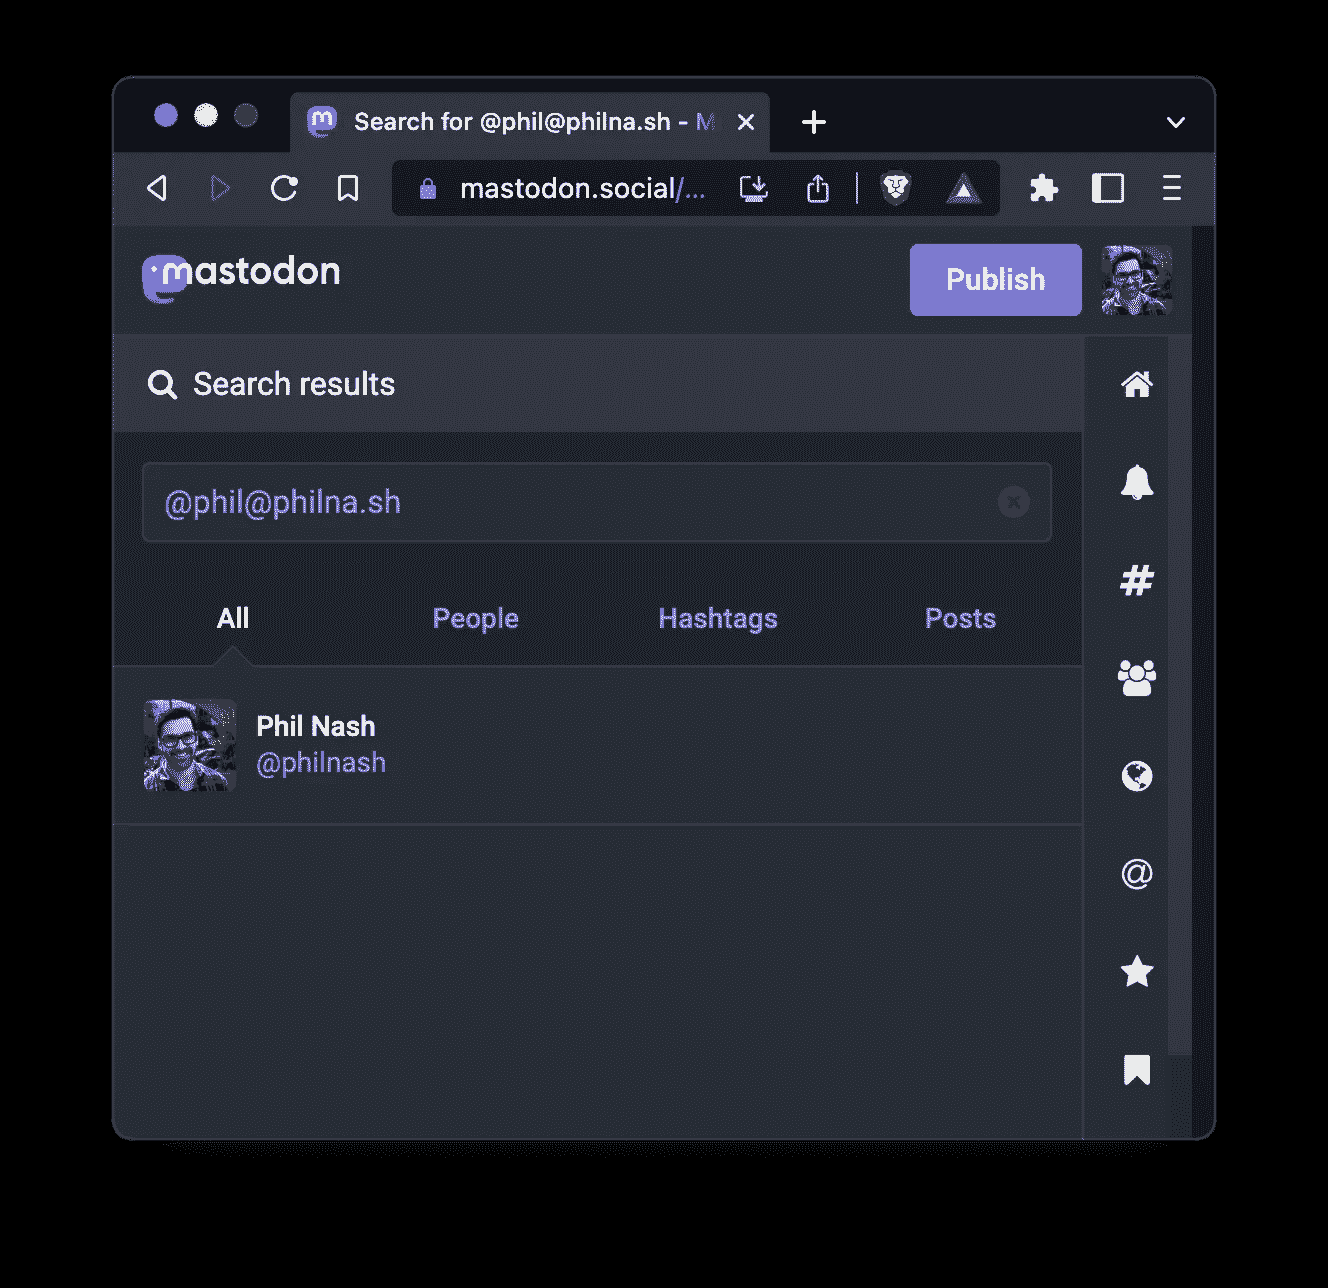 Search for @phil@philna.sh - M
mastodon.social/...
mastodon
Publish
Search results
@phil@philna.sh
All
People
Hashtags
Posts
Phil Nash
@philnash